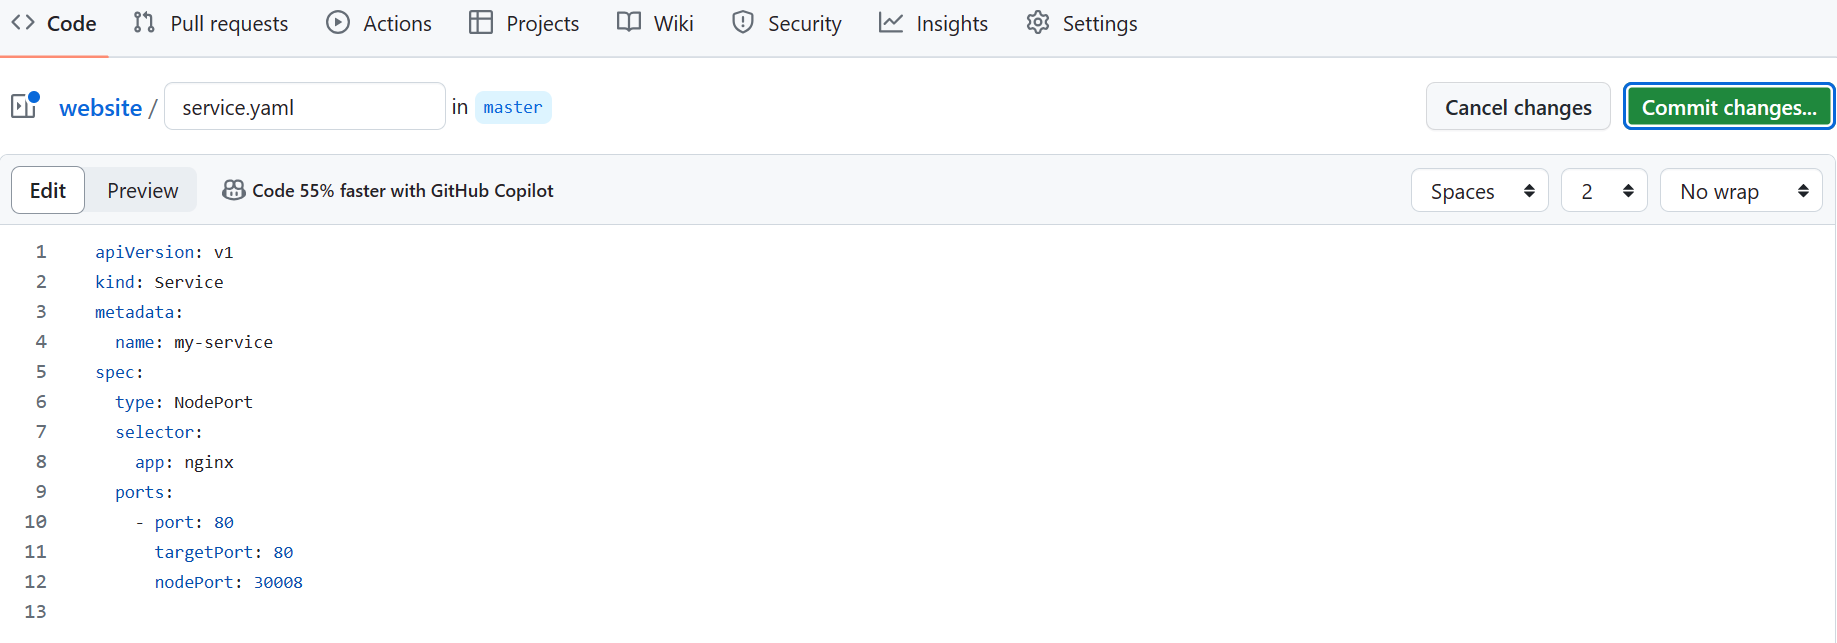 Code Pull requests Actions Projects Wiki Security Insights Settings
website / service.yaml in master Cancel changes Commit changes...
Edit Preview Code 55% faster with GitHub Copilot Spaces 2 No wrap
1 apiVersion: v1
2 kind: Service
3 metadata:
4   name: my-service
5 spec:
6   type: NodePort
7   selector:
8     app: nginx
9   ports:
10     - port: 80
11       targetPort: 80
12       nodePort: 30008
13